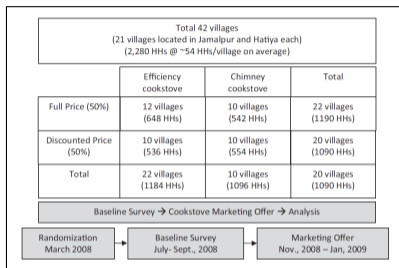 Total 42 villages
(21 villages located in Jamalpur and Hatiya each)
(2,280 HHs @ ~54 HHs/village on average)
Efficiency cookstove Chimney cookstove Total
Full Price (50%) 12 villages (648 HHs) 10 villages (542 HHs) 22 villages (1190 HHs)
Discounted Price (50%) 10 villages (536 HHs) 10 villages (554 HHs) 20 villages (1090 HHs)
Total 22 villages (1184 HHs) 10 villages (1096 HHs) 20 villages (1090 HHs)
Baseline Survey → Cookstove Marketing Offer → Analysis
Randomization
March 2008
Baseline Survey
July- Sept., 2008
Marketing Offer
Nov., 2008 – Jan, 2009